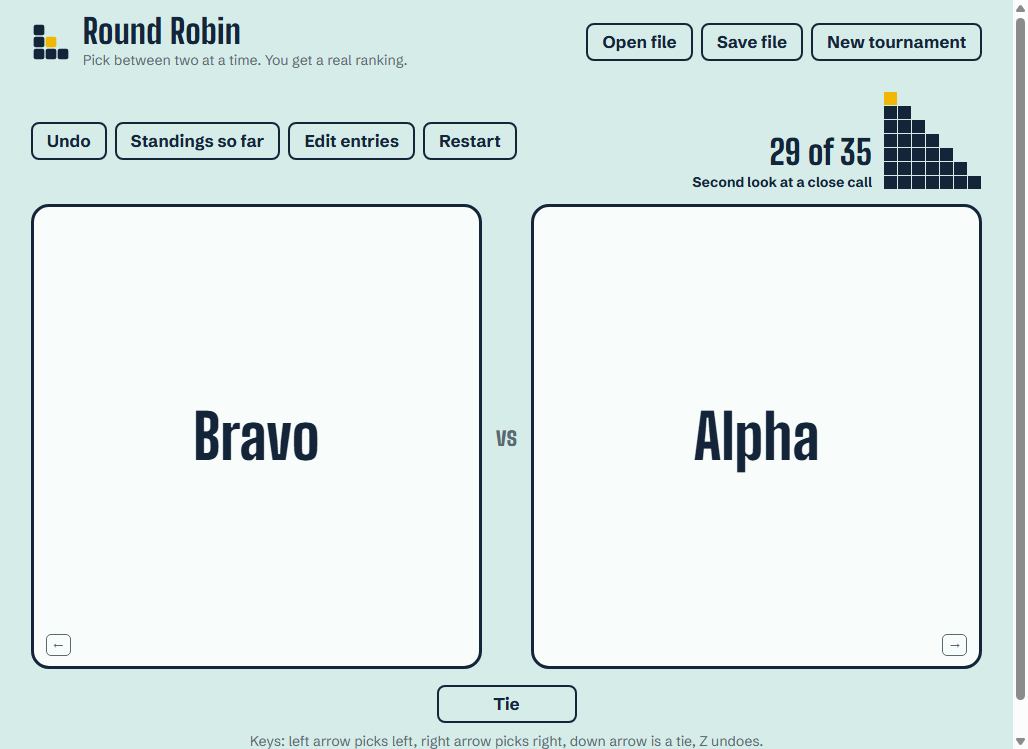 Round Robin
Pick between two at a time. You get a real ranking.
Open file
Save file
New tournament
Undo
Standings so far
Edit entries
Restart
29 of 35
Second look at a close call
Bravo
←
vs
Alpha
→
Tie
Keys: left arrow picks left, right arrow picks right, down arrow is a tie, Z undoes.